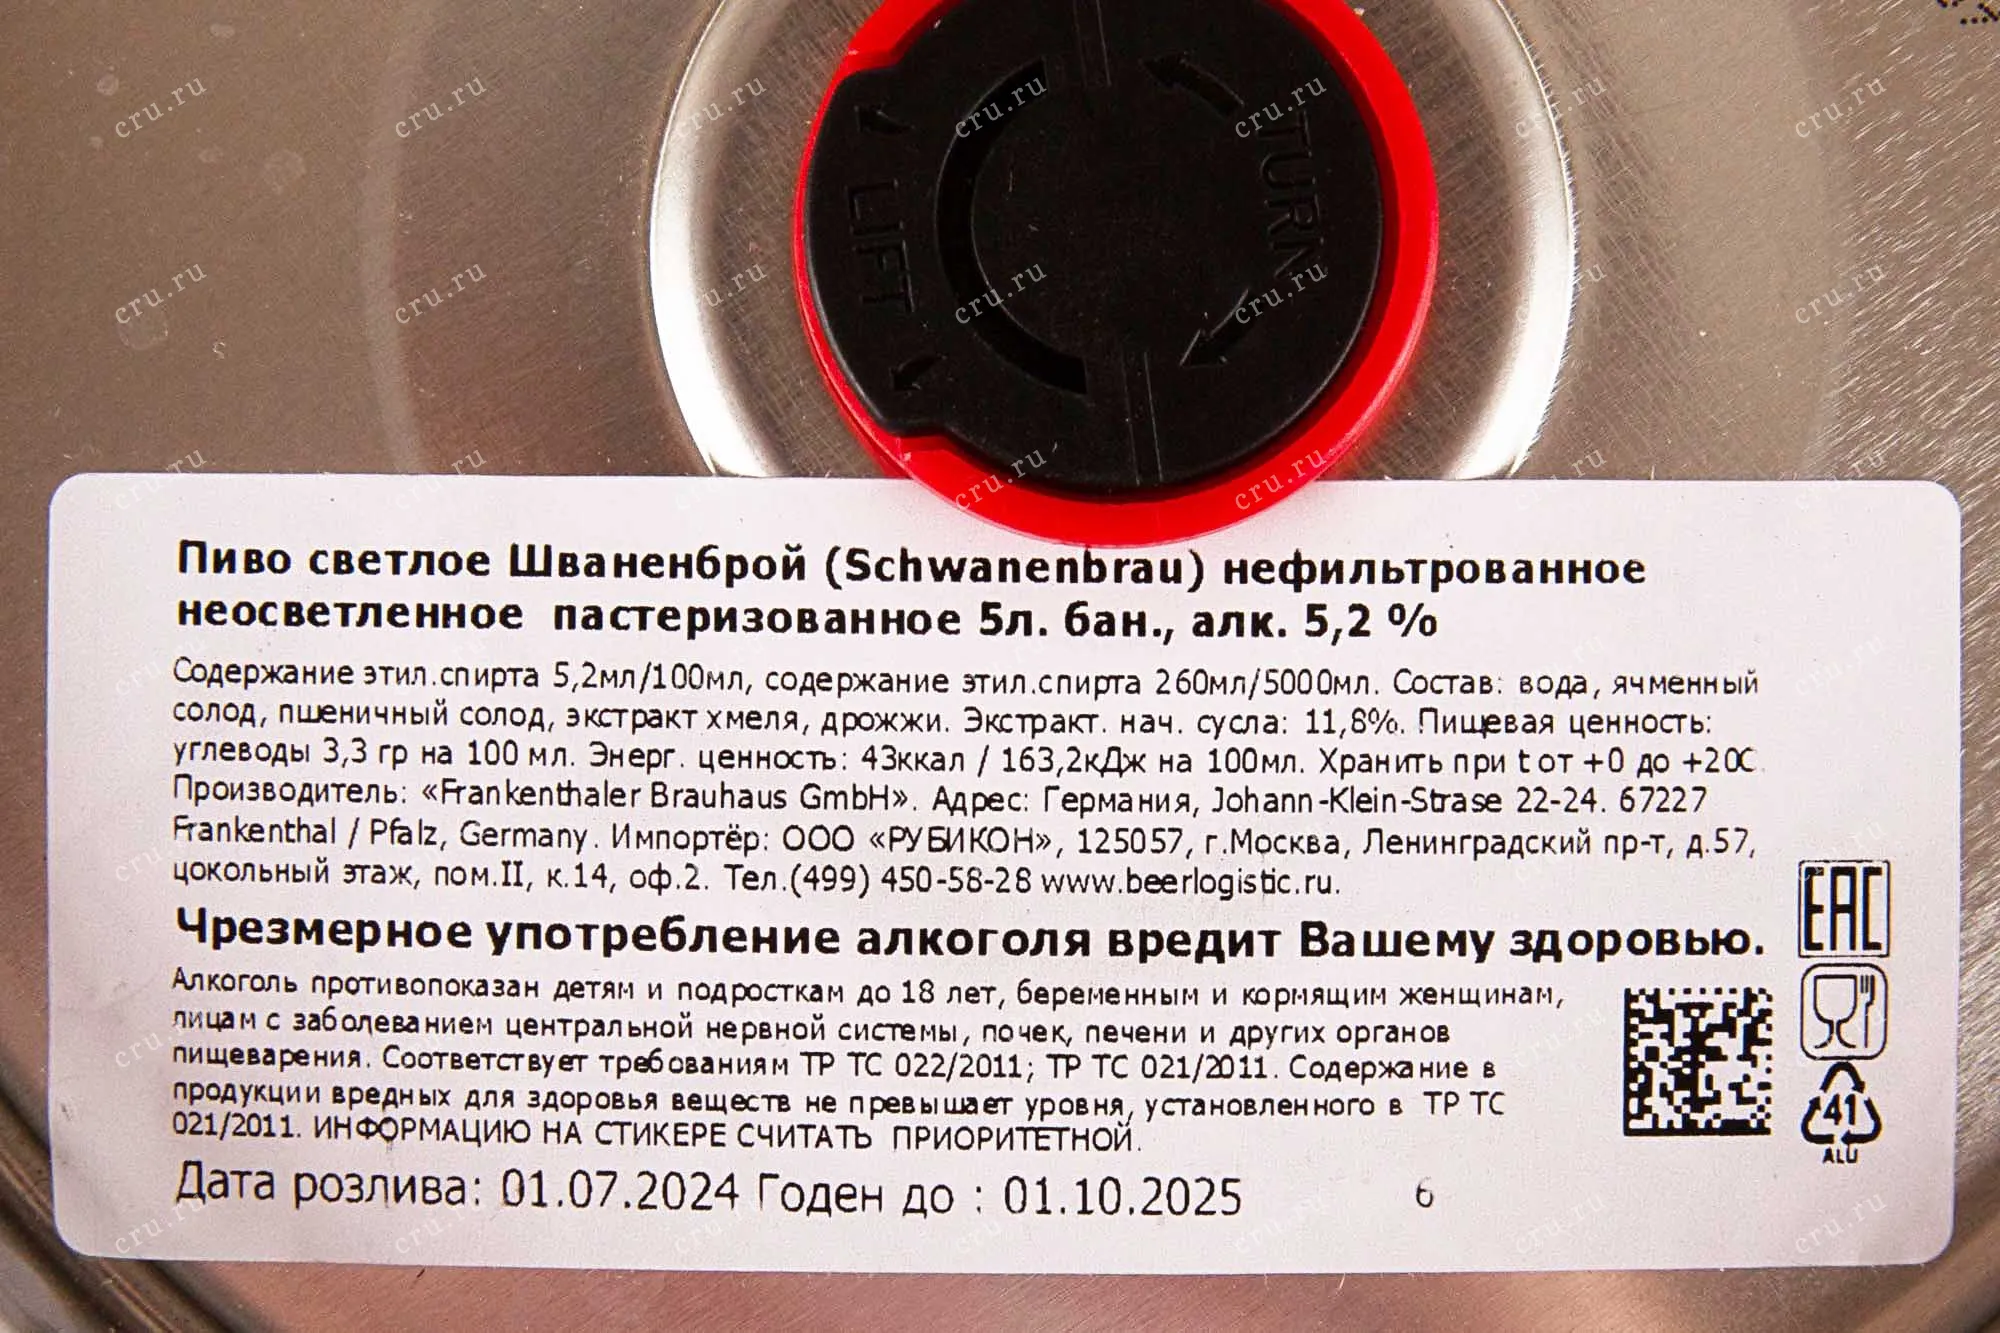 LIFT
TURN
Пиво светлое Шваненброй (Schwanenbrau) нефильтрованное
неосветленное пастеризованное 5л. бан., алк. 5,2 %
Содержание этил.спирта 5,2мл/100мл, содержание этил.спирта 260мл/5000мл. Состав: вода, ячменный
солод, пшеничный солод, экстракт хмеля, дрожжи. Экстракт. нач. сусла: 11,8%. Пищевая ценность:
углеводы 3,3 гр на 100 мл. Энерг. ценность: 43ккал / 163,2кДж на 100мл. Хранить при t от +0 до +20C.
Производитель: «Frankenthaler Brauhaus GmbH». Адрес: Германия, Johann-Klein-Strase 22-24. 67227
Frankenthal / Pfalz, Germany. Импортёр: ООО «РУБИКОН», 125057, г.Москва, Ленинградский пр-т, д.57,
цокольный этаж, пом.II, к.14, оф.2. Тел.(499) 450-58-28 www.beerlogistic.ru.
Чрезмерное употребление алкоголя вредит Вашему здоровью.
Алкоголь противопоказан детям и подросткам до 18 лет, беременным и кормящим женщинам,
лицам с заболеванием центральной нервной системы, почек, печени и других органов
пищеварения. Соответствует требованиям ТР ТС 022/2011; ТР ТС 021/2011. Содержание в
продукции вредных для здоровья веществ не превышает уровня, установленного в ТР ТС
021/2011. ИНФОРМАЦИЮ НА СТИКЕРЕ СЧИТАТЬ ПРИОРИТЕТНОЙ.
Дата розлива: 01.07.2024 Годен до : 01.10.2025 6
EAC
41
ALU
cru.ru